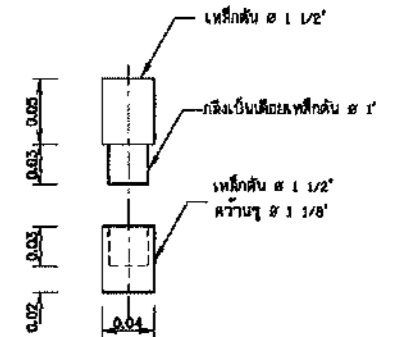 เหล็กตัน ø 1 1/2"
0.05
กลึงเป็นเดือยเหล็กตัน ø 1"
0.03
เหล็กตัน ø 1 1/2"
คว้านรู ø 1 1/8"
0.03
0.02
0.04